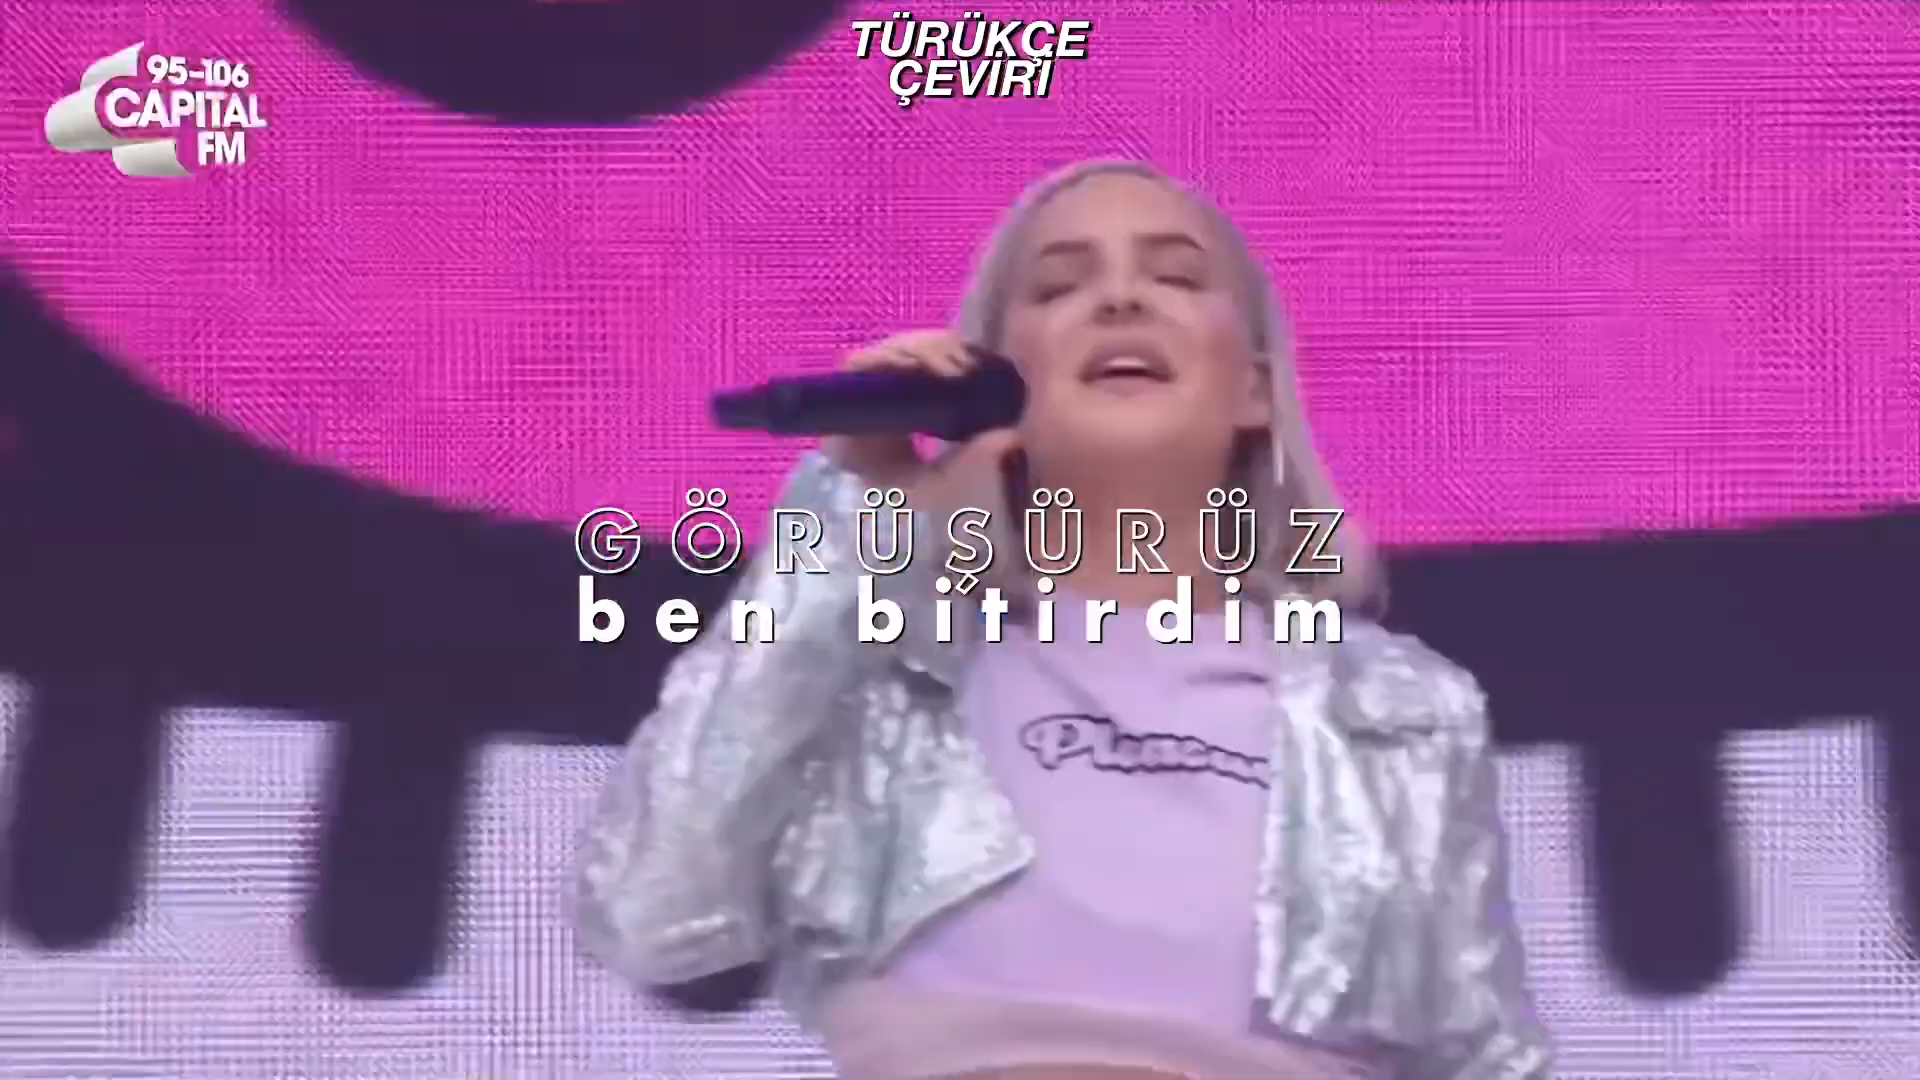 95-106
CAPITAL
FM
TÜRÜKÇE
ÇEVİRİ
GÖRÜŞÜRÜZ
ben bitirdim